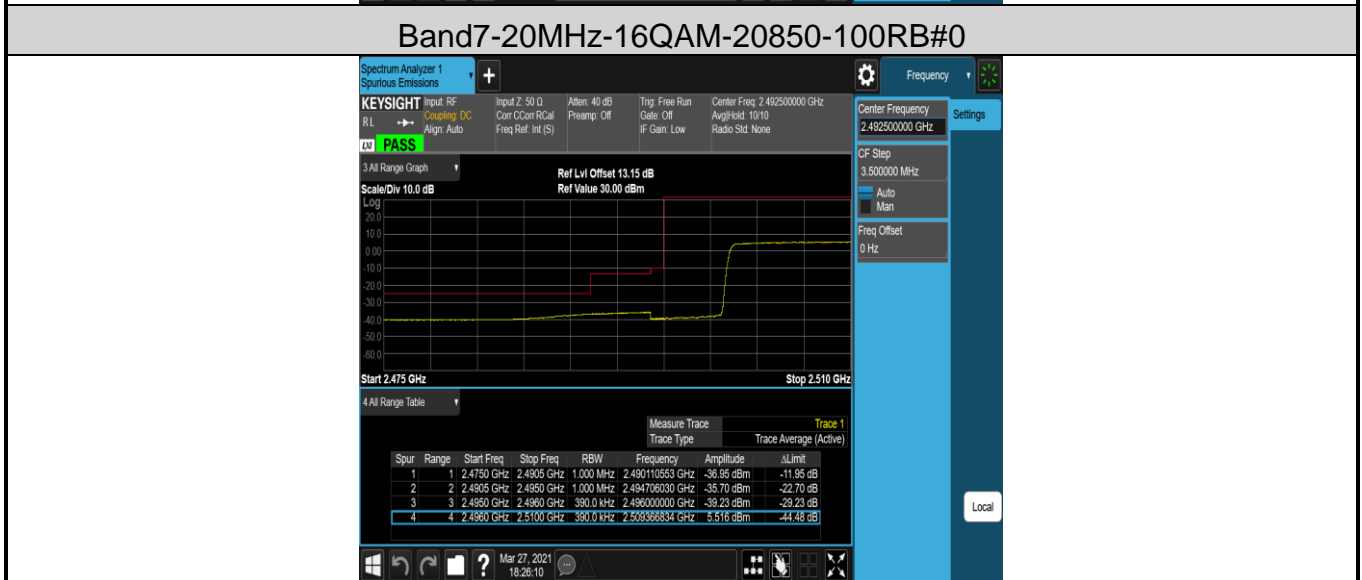 Band7-20MHz-16QAM-20850-100RB#0
Spectrum Analyzer 1
Spurious Emissions
+
Frequency
KEYSIGHT
RL
PASS
Input: RF
Coupling: DC
Align: Auto
Input Z: 50 Ω
Corr CCorr RCal
Freq Ref: Int (S)
Atten: 40 dB
Preamp: Off
Trig: Free Run
Gate: Off
IF Gain: Low
Center Freq: 2.492500000 GHz
Avg|Hold: 10/10
Radio Std: None
Center Frequency
2.492500000 GHz
Settings
CF Step
3.500000 MHz
Auto
Man
Freq Offset
0 Hz
3 All Range Graph
Scale/Div 10.0 dB
Ref Lvl Offset 13.15 dB
Ref Value 30.00 dBm
Log
20.0
10.0
0.00
-10.0
-20.0
-30.0
-40.0
-50.0
-60.0
Start 2.475 GHz Stop 2.510 GHz
4 All Range Table
Measure Trace Trace 1
Trace Type Trace Average (Active)
Spur Range Start Freq Stop Freq RBW Frequency Amplitude ΔLimit
1 1 2.4750 GHz 2.4905 GHz 1.000 MHz 2.490110553 GHz -36.95 dBm -11.95 dB
2 2 2.4905 GHz 2.4950 GHz 1.000 MHz 2.494706030 GHz -35.70 dBm -22.70 dB
3 3 2.4950 GHz 2.4960 GHz 390.0 kHz 2.496000000 GHz -39.23 dBm -29.23 dB
4 4 2.4960 GHz 2.5100 GHz 390.0 kHz 2.509366834 GHz 5.516 dBm -44.48 dB
Local
?
Mar 27, 2021
18:26:10